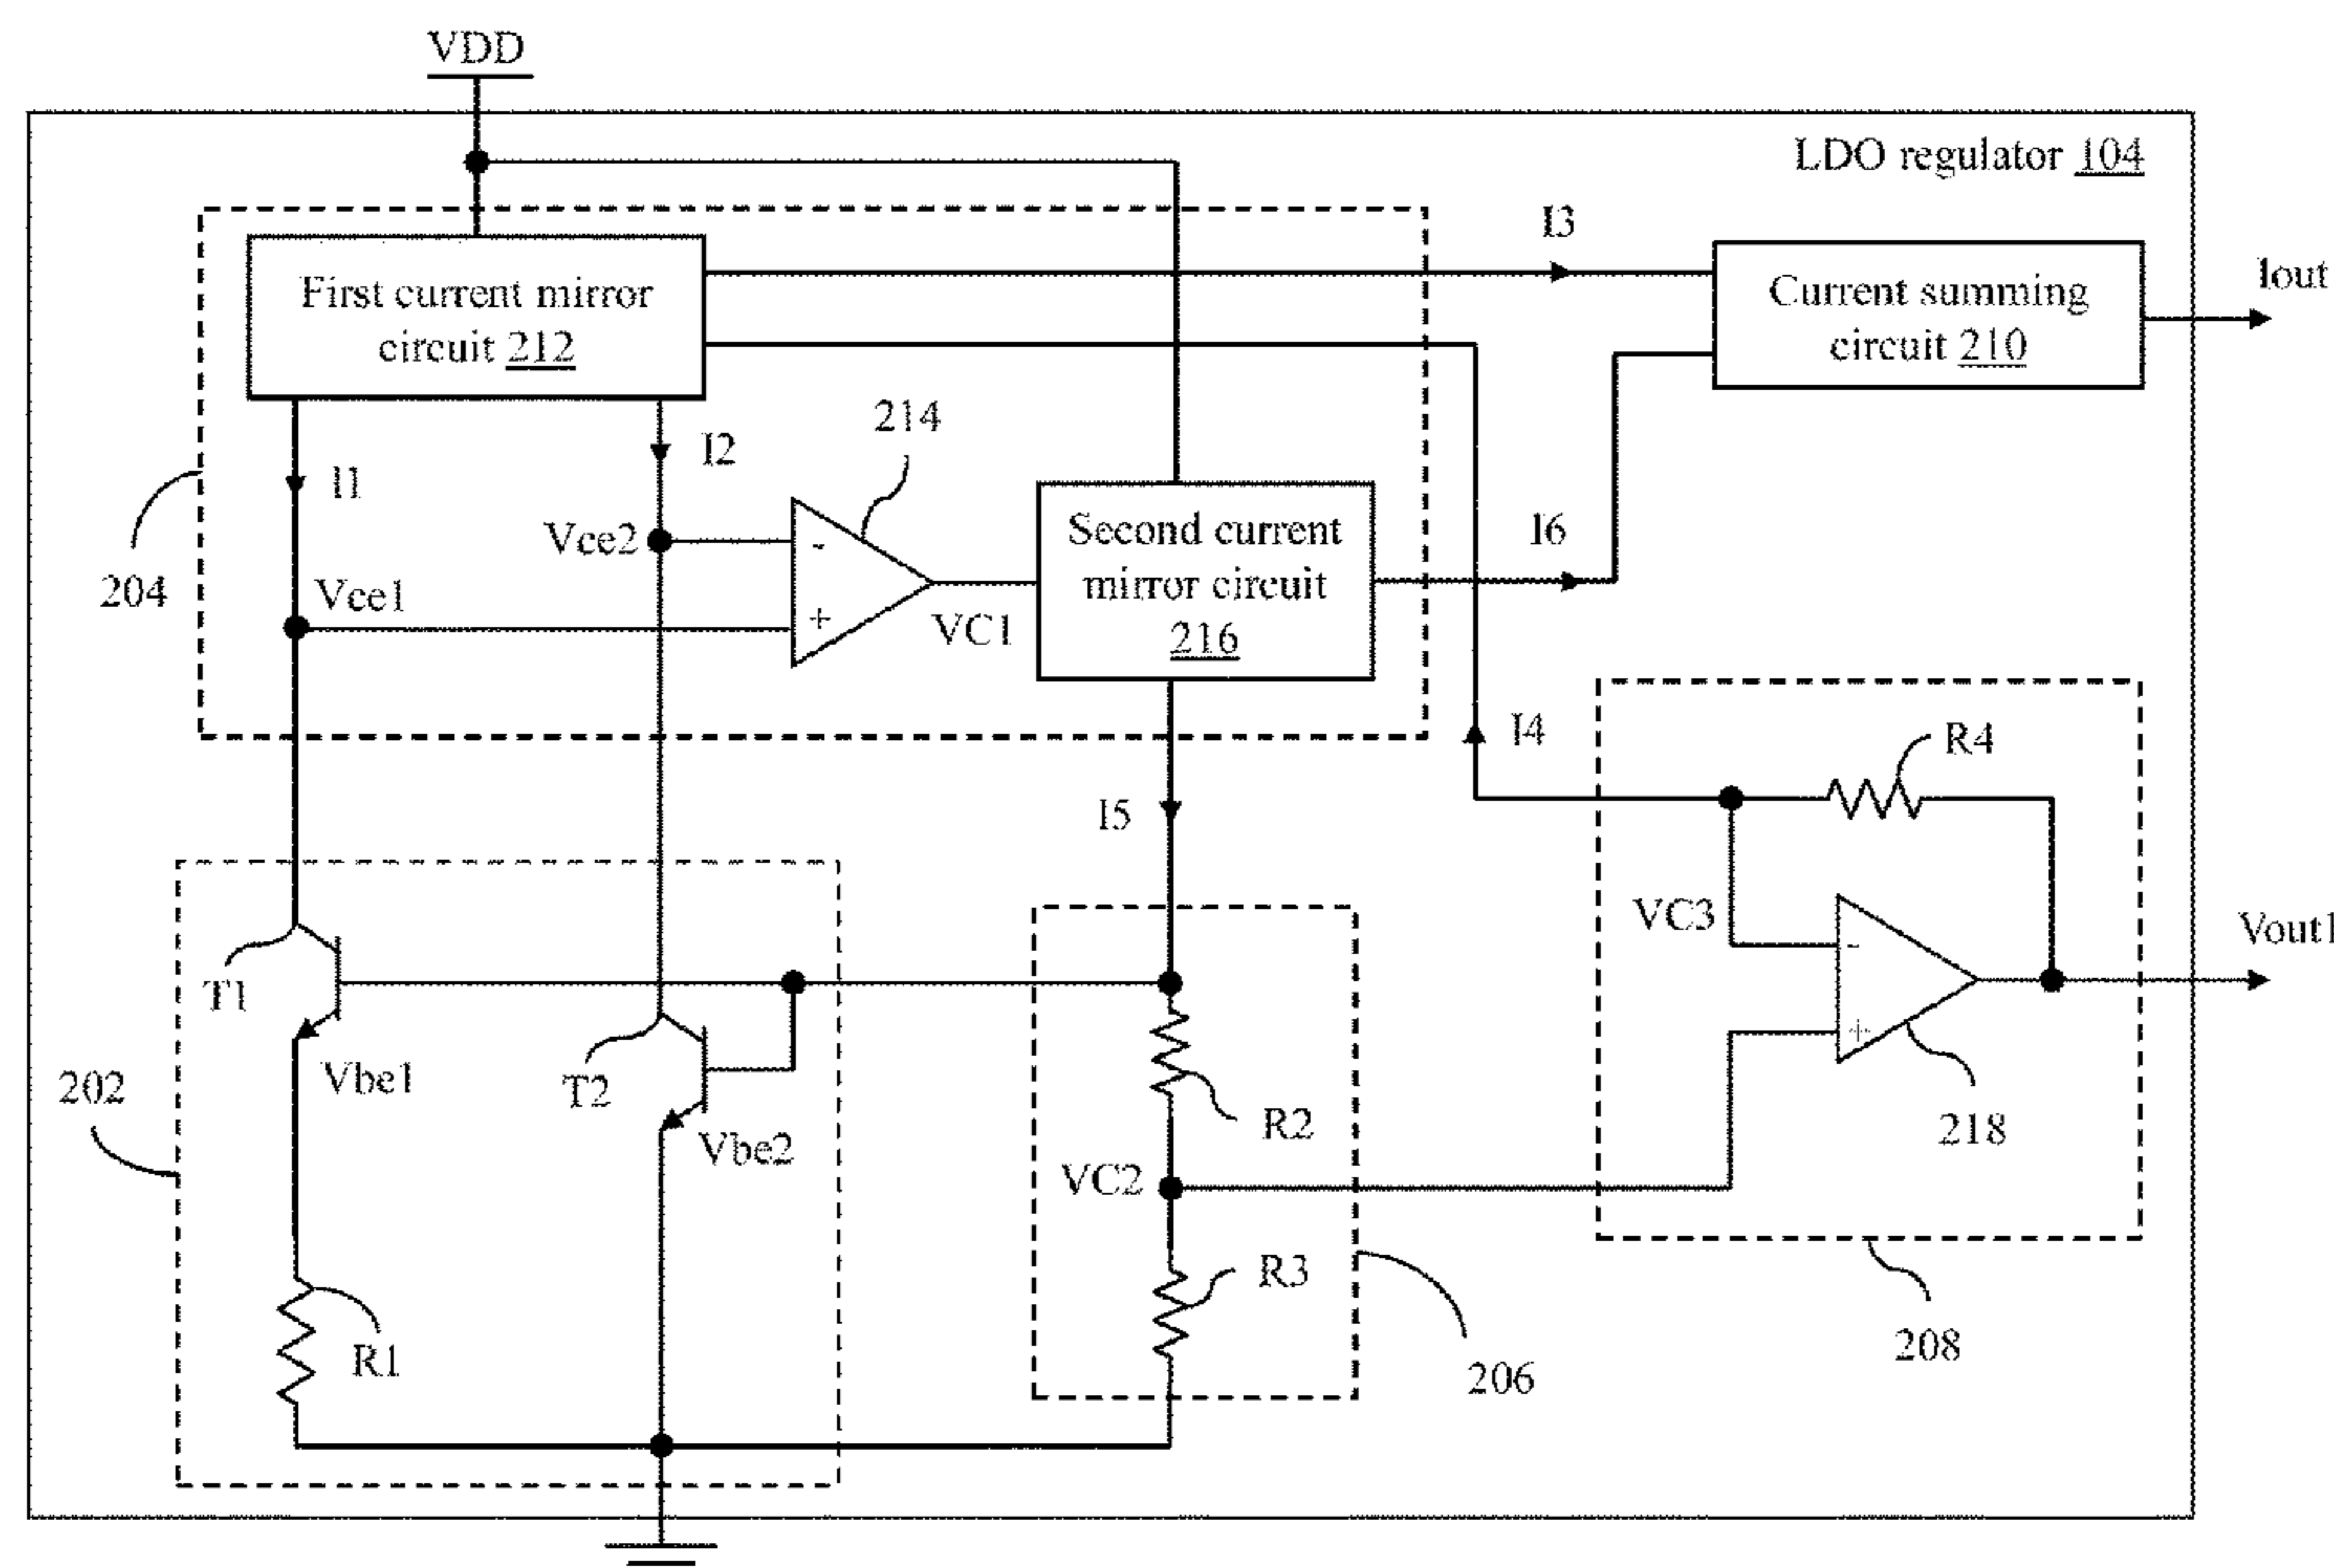 VDD
LDO regulator 104
I3
Iout
First current mirror
circuit 212
Current summing
circuit 210
214
I2
I1
Vce2
-
Second current
mirror circuit
216
I6
204
Vce1
+
VC1
I4
R4
I5
VC3
-
Vout1
T1
+
Vbe1
T2
202
R2
218
Vbe2
VC2
R3
R1
208
206